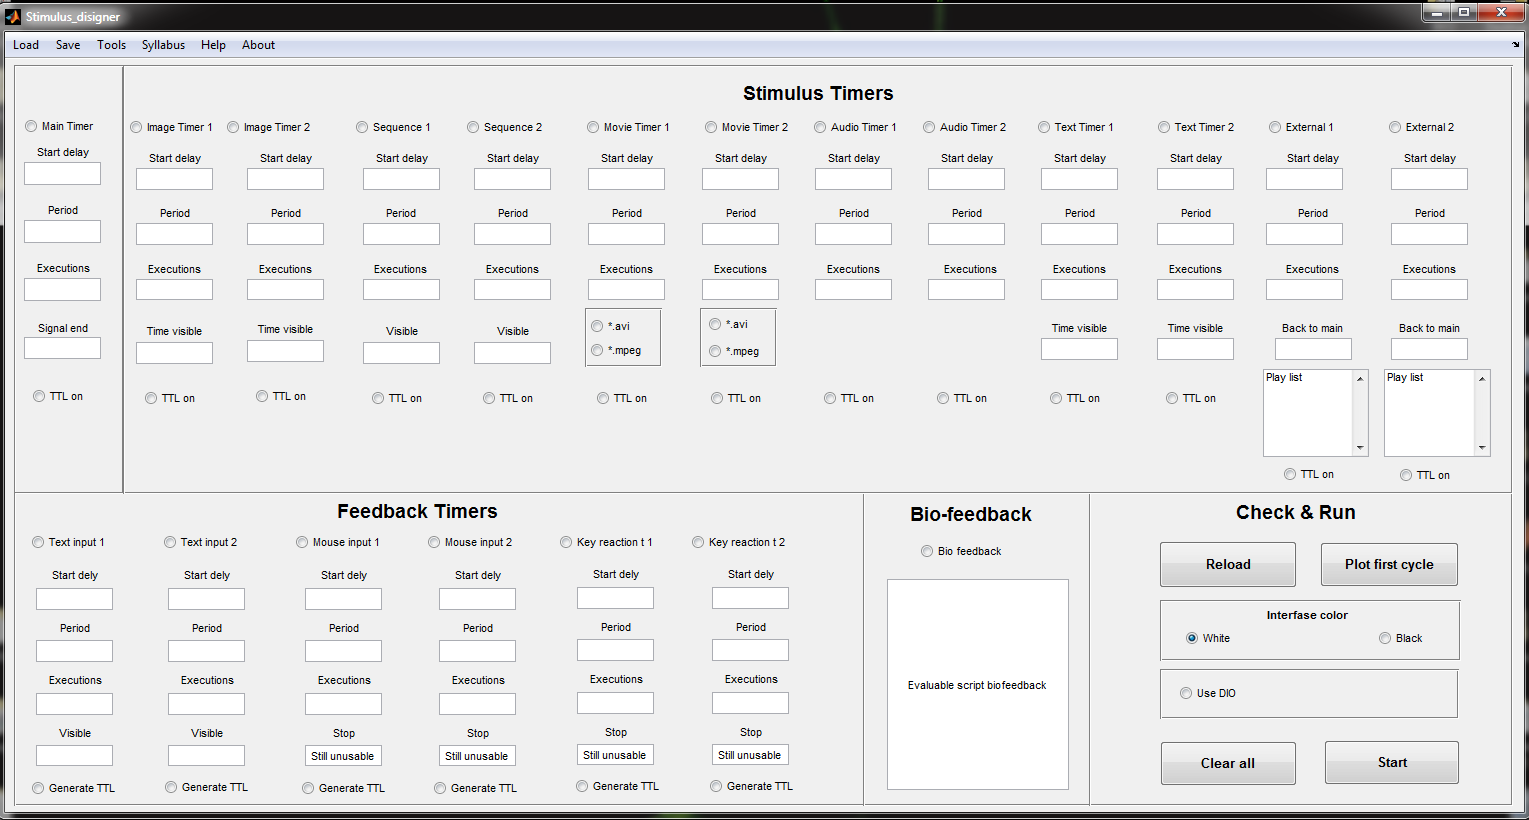 Stimulus_disigner
Load Save Tools Syllabus Help About
Stimulus Timers
Main Timer Image Timer 1 Image Timer 2 Sequence 1 Sequence 2 Movie Timer 1 Movie Timer 2 Audio Timer 1 Audio Timer 2 Text Timer 1 Text Timer 2 External 1 External 2
Start delay Start delay Start delay Start delay Start delay Start delay Start delay Start delay Start delay Start delay Start delay Start delay Start delay
Period Period Period Period Period Period Period Period Period Period Period Period Period
Executions Executions Executions Executions Executions Executions Executions Executions Executions Executions Executions Executions Executions
Signal end Time visible Time visible Visible Visible *.avi *.avi Time visible Time visible Back to main Back to main
*.mpeg *.mpeg
Play list Play list
TTL on TTL on TTL on TTL on TTL on TTL on TTL on TTL on TTL on TTL on TTL on
TTL on TTL on
Feedback Timers
Text input 1 Text input 2 Mouse input 1 Mouse input 2 Key reaction t 1 Key reaction t 2
Start dely Start dely Start dely Start dely Start dely Start dely
Period Period Period Period Period Period
Executions Executions Executions Executions Executions Executions
Visible Visible Stop Stop Stop Stop
Still unusable Still unusable Still unusable Still unusable
Generate TTL Generate TTL Generate TTL Generate TTL Generate TTL Generate TTL
Bio-feedback
Bio feedback
Evaluable script biofeedback
Check & Run
Reload Plot first cycle
Interfase color
White Black
Use DIO
Clear all Start